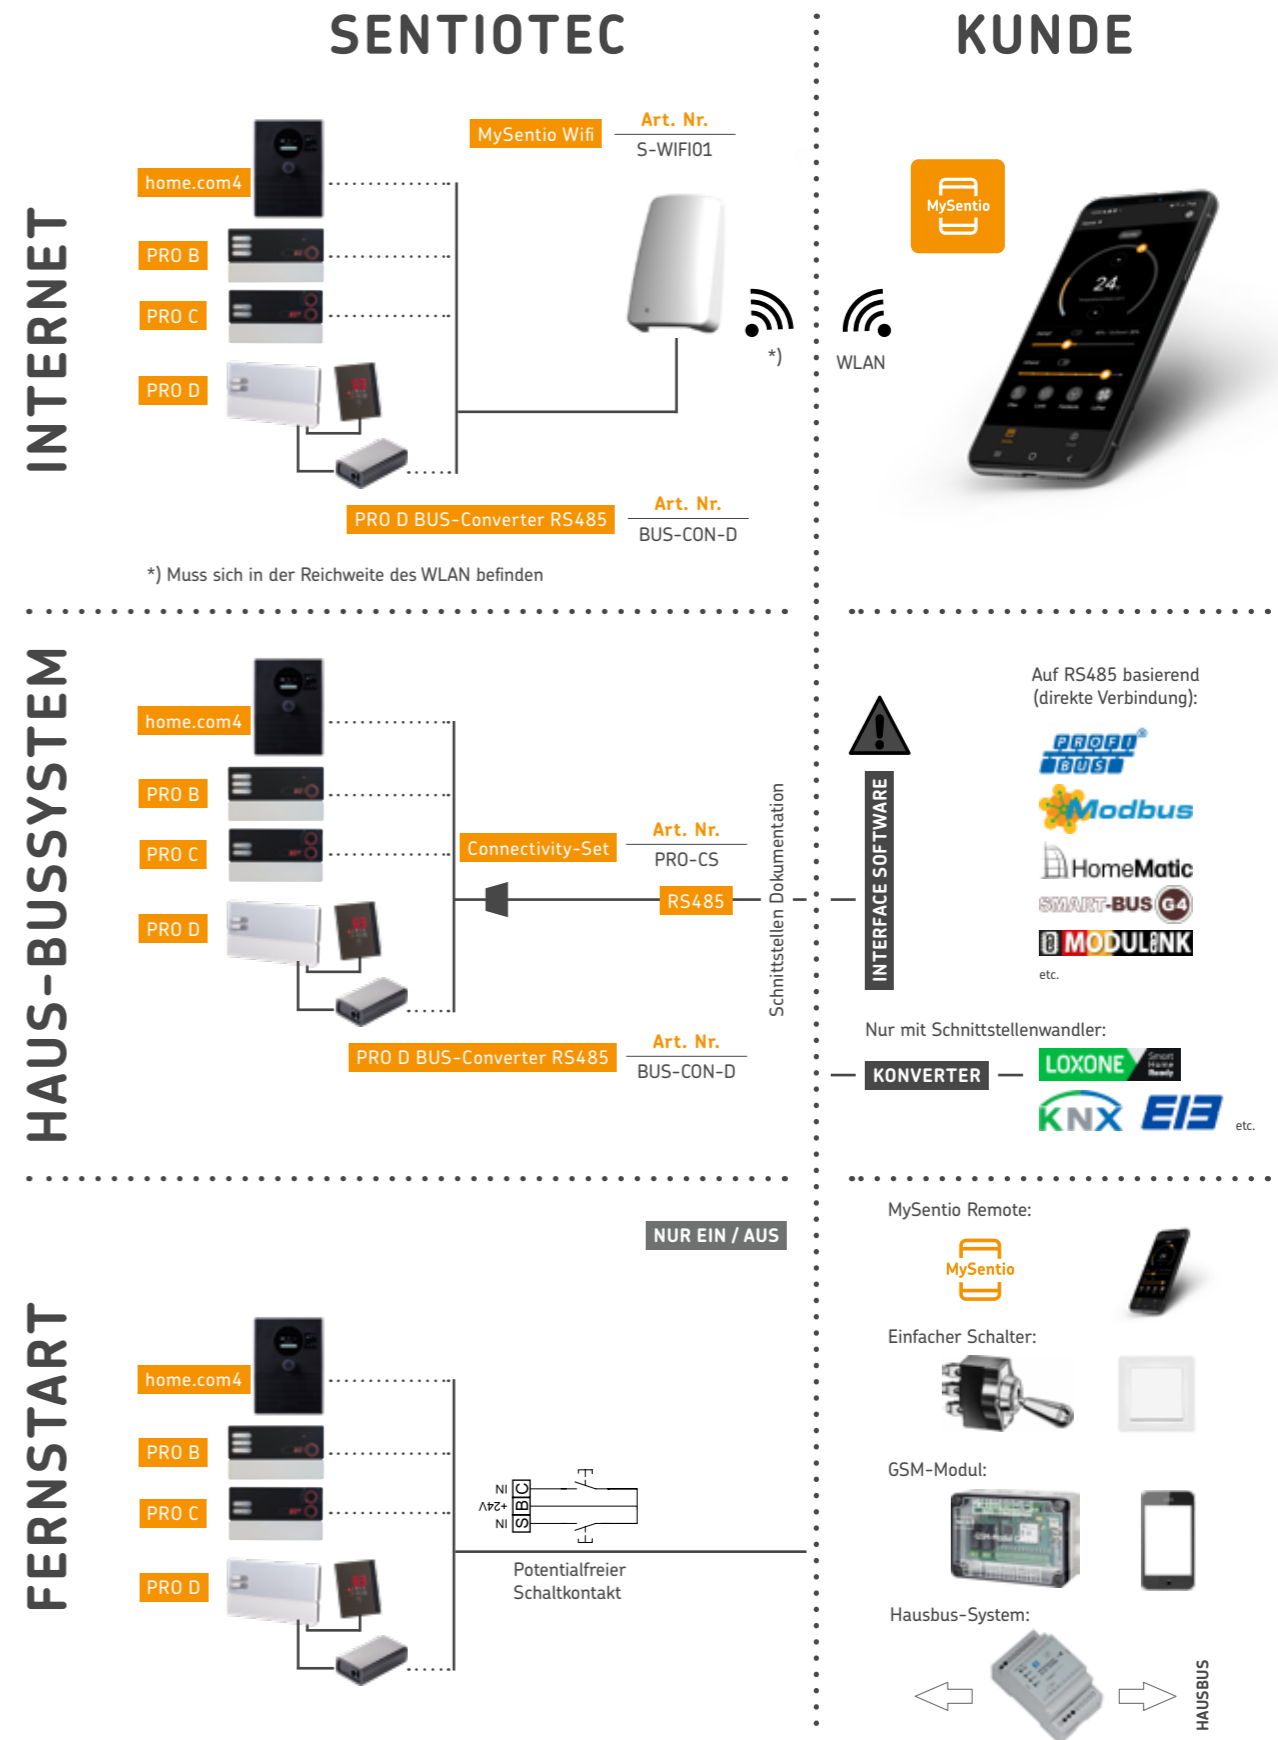 SENTIOTEC
KUNDE
INTERNET
MySentio Wifi
Art. Nr.
S-WIFI01
home.com4
PRO B
PRO C
PRO D
*)
WLAN
MySentio
24
PRO D BUS-Converter RS485
Art. Nr.
BUS-CON-D
*) Muss sich in der Reichweite des WLAN befinden
HAUS-BUSSYSTEM
home.com4
PRO B
PRO C
PRO D
Connectivity-Set
Art. Nr.
PRO-CS
RS485
Schnittstellen Dokumentation
PRO D BUS-Converter RS485
Art. Nr.
BUS-CON-D
INTERFACE SOFTWARE
Auf RS485 basierend
(direkte Verbindung):
PROFI
BUS
®
Modbus
HomeMatic
SMART-BUS G4
MODULINK
etc.
Nur mit Schnittstellenwandler:
KONVERTER
LOXONE
Smart
Home
Ready
KNX
EIB
etc.
FERNSTART
NUR EIN / AUS
home.com4
PRO B
PRO C
PRO D
IN C
+24V B
IN S
Potentialfreier
Schaltkontakt
MySentio Remote:
MySentio
Einfacher Schalter:
GSM-Modul:
Hausbus-System:
HAUSBUS